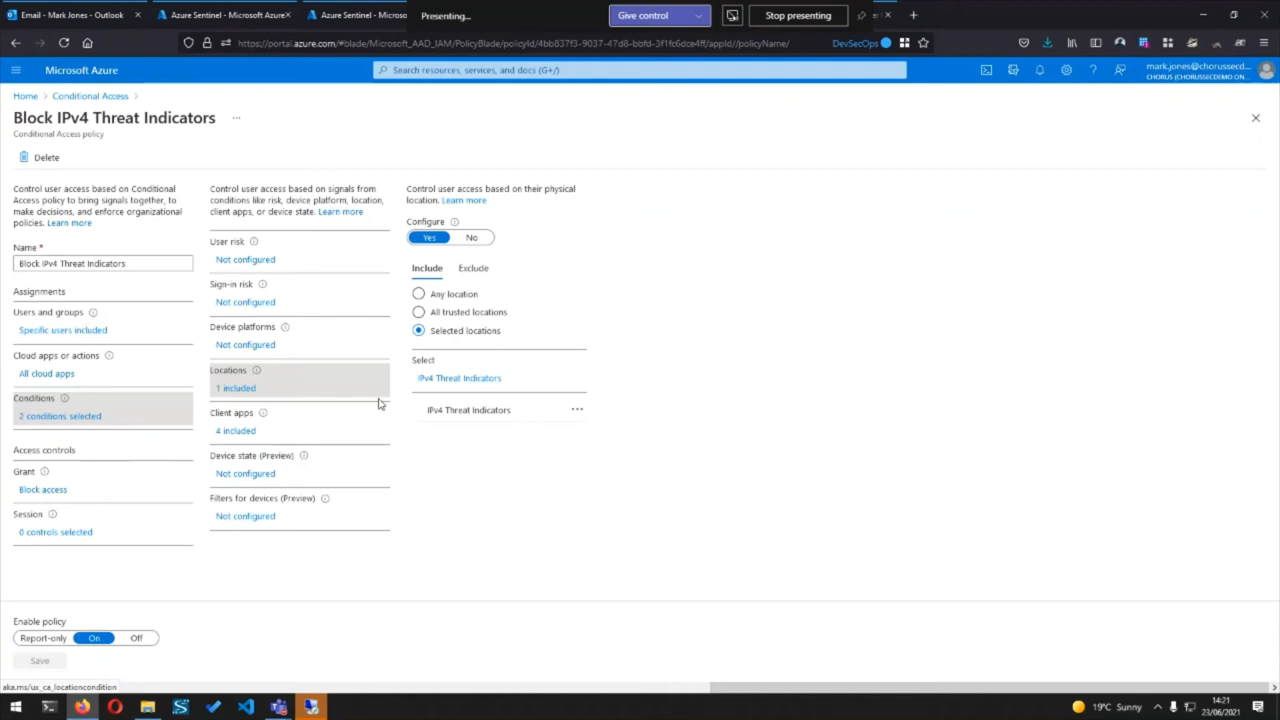 Email - Mark Jones - Outlook
Azure Sentinel - Microsoft Azure
Azure Sentinel - Microso
Presenting...
Give control
Stop presenting
https://portal.azure.com/#blade/Microsoft_AAD_IAM/PolicyBlade/policyId/4bb837f3-9037-47d8-bbfd-3f1fc6dce4ff/appId//policyName/
DevSecOps
Microsoft Azure
Search resources, services, and docs (G+/)
mark.jones@chorussecd...
CHORUS (CHORUSSECDEMO.ON...
Home
Conditional Access
Block IPv4 Threat Indicators
...
Conditional Access policy
Delete
Control user access based on Conditional
Access policy to bring signals together, to
make decisions, and enforce organizational
policies. Learn more
Name *
Block IPv4 Threat Indicators
Assignments
Users and groups
Specific users included
Cloud apps or actions
All cloud apps
Conditions
2 conditions selected
Access controls
Grant
Block access
Session
0 controls selected
Control user access based on signals from
conditions like risk, device platform, location,
client apps, or device state. Learn more
User risk
Not configured
Sign-in risk
Not configured
Device platforms
Not configured
Locations
1 included
Client apps
4 included
Device state (Preview)
Not configured
Filters for devices (Preview)
Not configured
Control user access based on their physical
location. Learn more
Configure
Yes
No
Include
Exclude
Any location
All trusted locations
Selected locations
Select
IPv4 Threat Indicators
IPv4 Threat Indicators
...
Enable policy
Report-only
On
Off
Save
aka.ms/ux_ca_locationcondition
19°C Sunny
14:21
23/06/2021